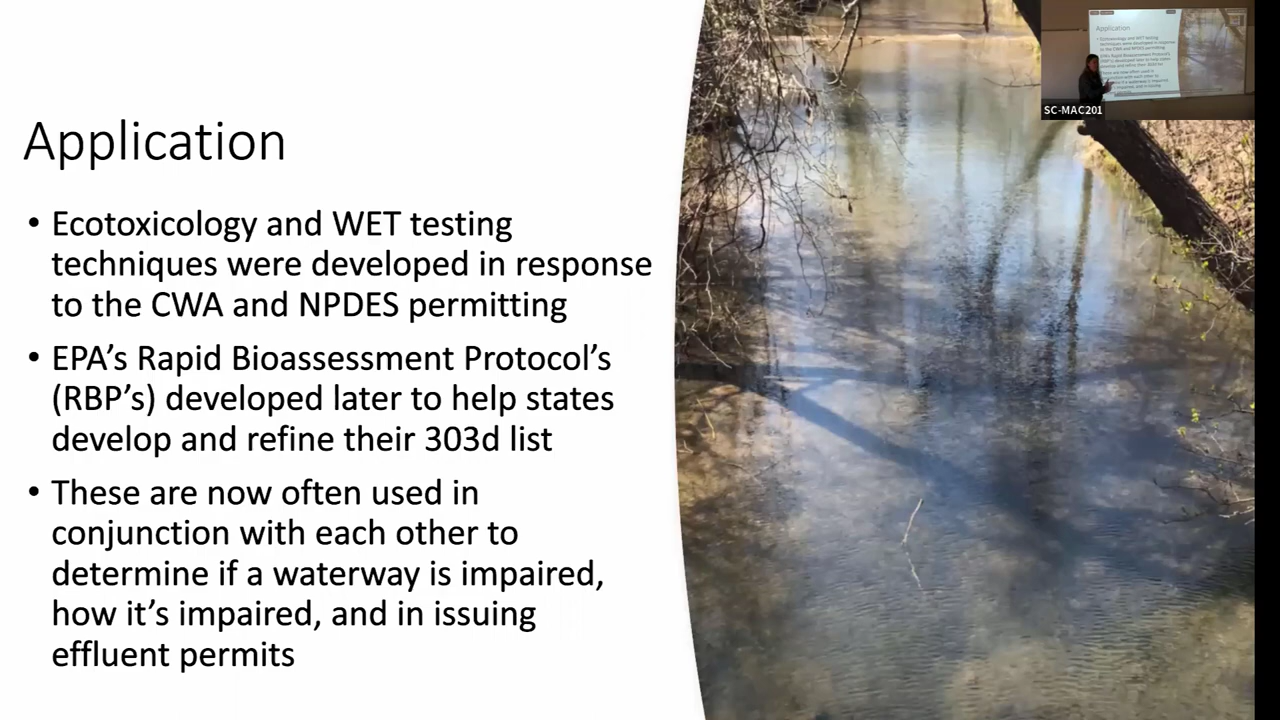 Application
• Ecotoxicology and WET testing
techniques were developed in response
to the CWA and NPDES permitting
• EPA's Rapid Bioassessment Protocol's
(RBP's) developed later to help states
develop and refine their 303d list
• These are now often used in
conjunction with each other to
determine if a waterway is impaired,
how it's impaired, and in issuing
effluent permits
SC-MAC201
Application